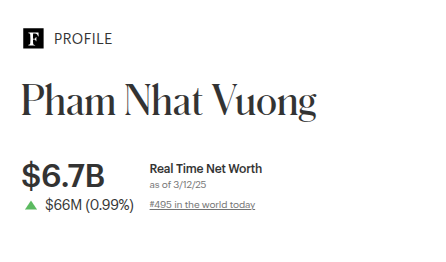 F PROFILE
Pham Nhat Vuong
$6.7B
Real Time Net Worth
as of 3/12/25
$66M (0.99%)
#495 in the world today